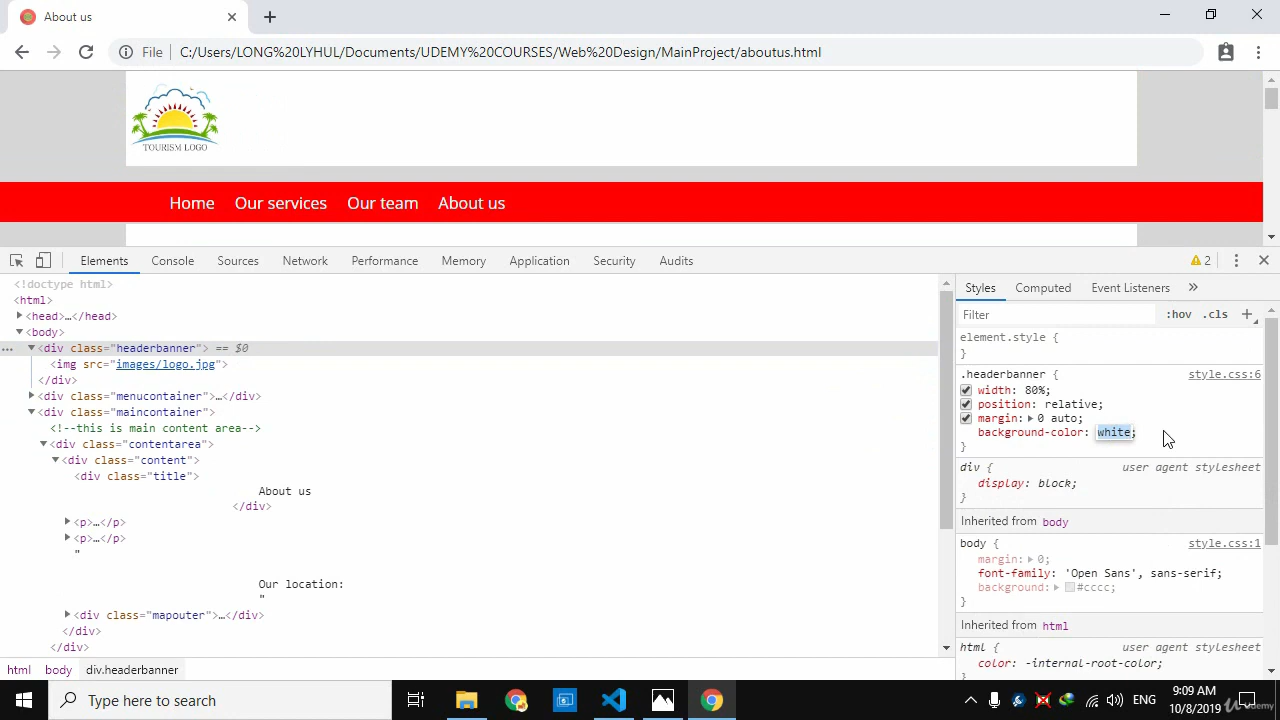 About us
File C:/Users/LONG%20LYHUL/Documents/UDEMY%20COURSES/Web%20Design/MainProject/aboutus.html
TOURISM LOGO
Home Our services Our team About us
Elements Console Sources Network Performance Memory Application Security Audits 2
<!doctype html>
<html>
<head>…</head>
<body>
… <div class="headerbanner"> == $0
<img src="images/logo.jpg">
</div>
<div class="menucontainer">…</div>
<div class="maincontainer">
<!--this is main content area-->
<div class="contentarea">
<div class="content">
<div class="title">
About us
</div>
<p>…</p>
<p>…</p>
"
Our location:
"
<div class="mapouter">…</div>
</div>
</div>
html body div.headerbanner
Styles Computed Event Listeners »
Filter :hov .cls +
element.style {
}
.headerbanner { style.css:6
width: 80%;
position: relative;
margin: 0 auto;
background-color: white;
}
div { user agent stylesheet
display: block;
}
Inherited from body
body { style.css:1
margin: 0;
font-family: 'Open Sans', sans-serif;
background: #cccc;
}
Inherited from html
html { user agent stylesheet
color: -internal-root-color;
Type here to search
ENG
9:09 AM
10/8/2019
Udemy